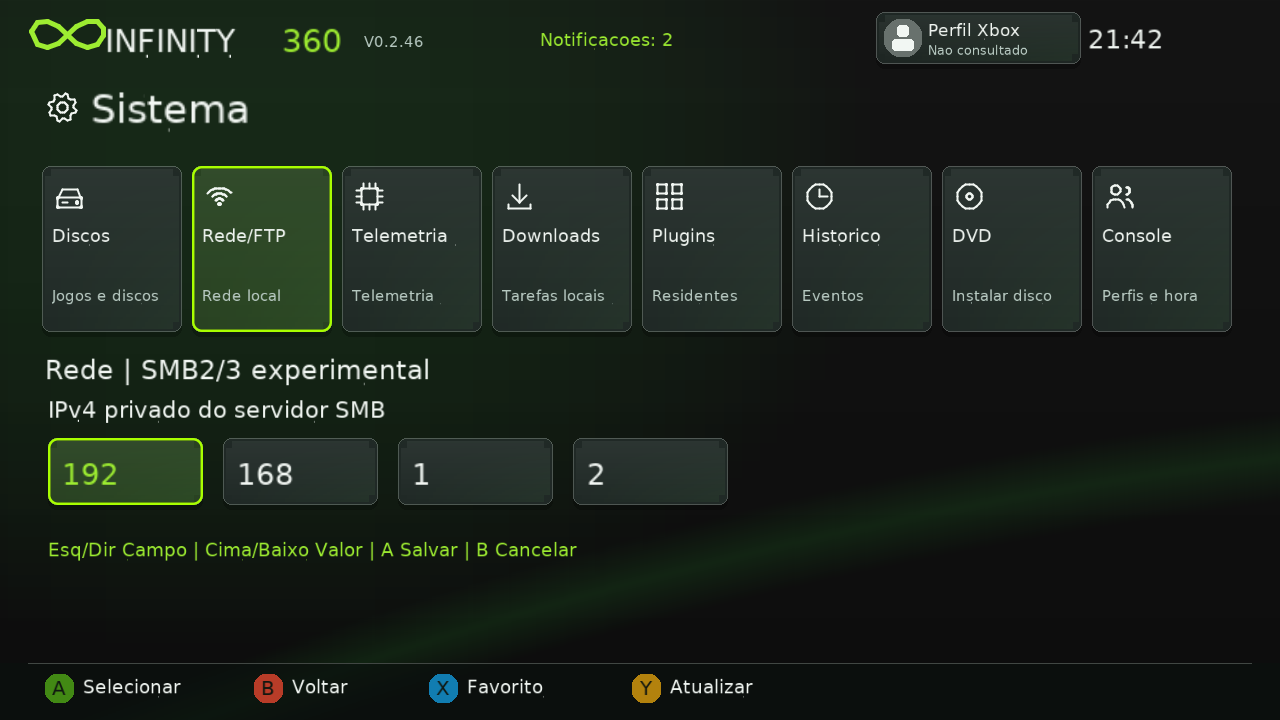 INFINITY 360 V0.2.46 Notificacoes: 2 Perfil Xbox 21:42
Nao consultado
Sistema
Discos Rede/FTP Telemetria Downloads Plugins Historico DVD Console
Jogos e discos Rede local Telemetria Tarefas locais Residentes Eventos Instalar disco Perfis e hora
Rede | SMB2/3 experimental
IPv4 privado do servidor SMB
192 168 1 2
Esq/Dir Campo | Cima/Baixo Valor | A Salvar | B Cancelar
A Selecionar B Voltar X Favorito Y Atualizar